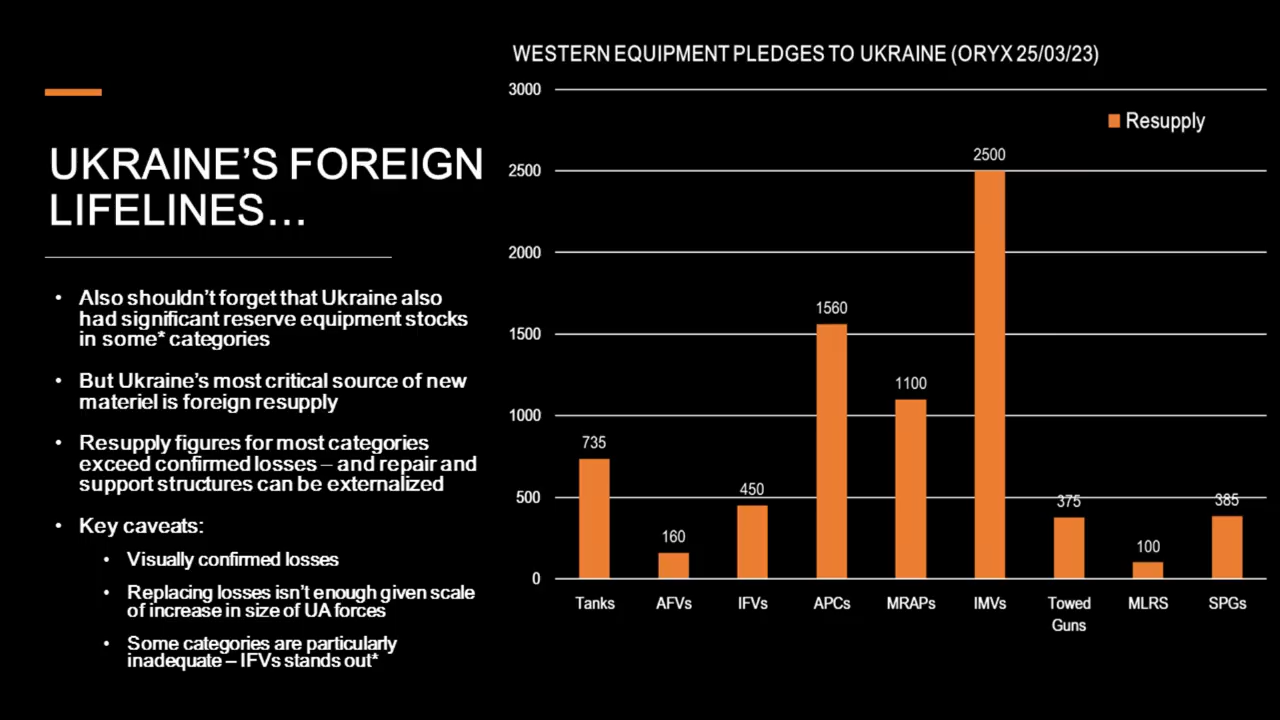 UKRAINE’S FOREIGN
LIFELINES…
• Also shouldn’t forget that Ukraine also
had significant reserve equipment stocks
in some* categories
• But Ukraine’s most critical source of new
materiel is foreign resupply
• Resupply figures for most categories
exceed confirmed losses – and repair and
support structures can be externalized
• Key caveats:
• Visually confirmed losses
• Replacing losses isn’t enough given scale
of increase in size of UA forces
• Some categories are particularly
inadequate – IFVs stands out*
WESTERN EQUIPMENT PLEDGES TO UKRAINE (ORYX 25/03/23)
Resupply
3000
2500
2000
1500
1000
500
0
735
160
450
1560
1100
2500
375
100
385
Tanks
AFVs
IFVs
APCs
MRAPs
IMVs
Towed
Guns
MLRS
SPGs